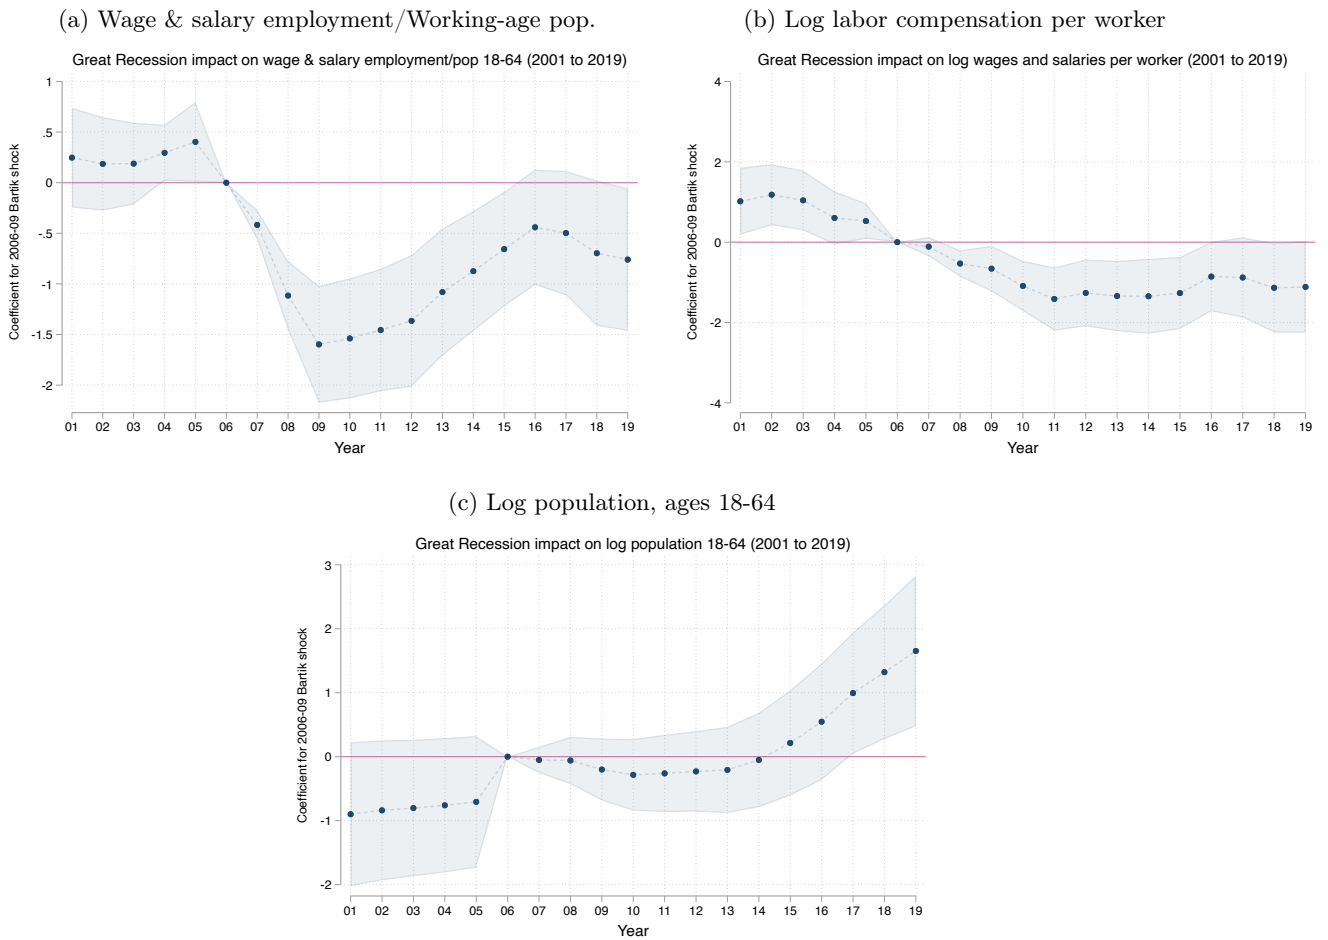 (a) Wage & salary employment/Working-age pop.
Great Recession impact on wage & salary employment/pop 18-64 (2001 to 2019)
Coefficient for 2006-09 Bartik shock
1
.5
0
-.5
-1
-1.5
-2
01 02 03 04 05 06 07 08 09 10 11 12 13 14 15 16 17 18 19
Year
(b) Log labor compensation per worker
Great Recession impact on log wages and salaries per worker (2001 to 2019)
Coefficient for 2006-09 Bartik shock
4
2
0
-2
-4
01 02 03 04 05 06 07 08 09 10 11 12 13 14 15 16 17 18 19
Year
(c) Log population, ages 18-64
Great Recession impact on log population 18-64 (2001 to 2019)
Coefficient for 2006-09 Bartik shock
3
2
1
0
-1
-2
01 02 03 04 05 06 07 08 09 10 11 12 13 14 15 16 17 18 19
Year